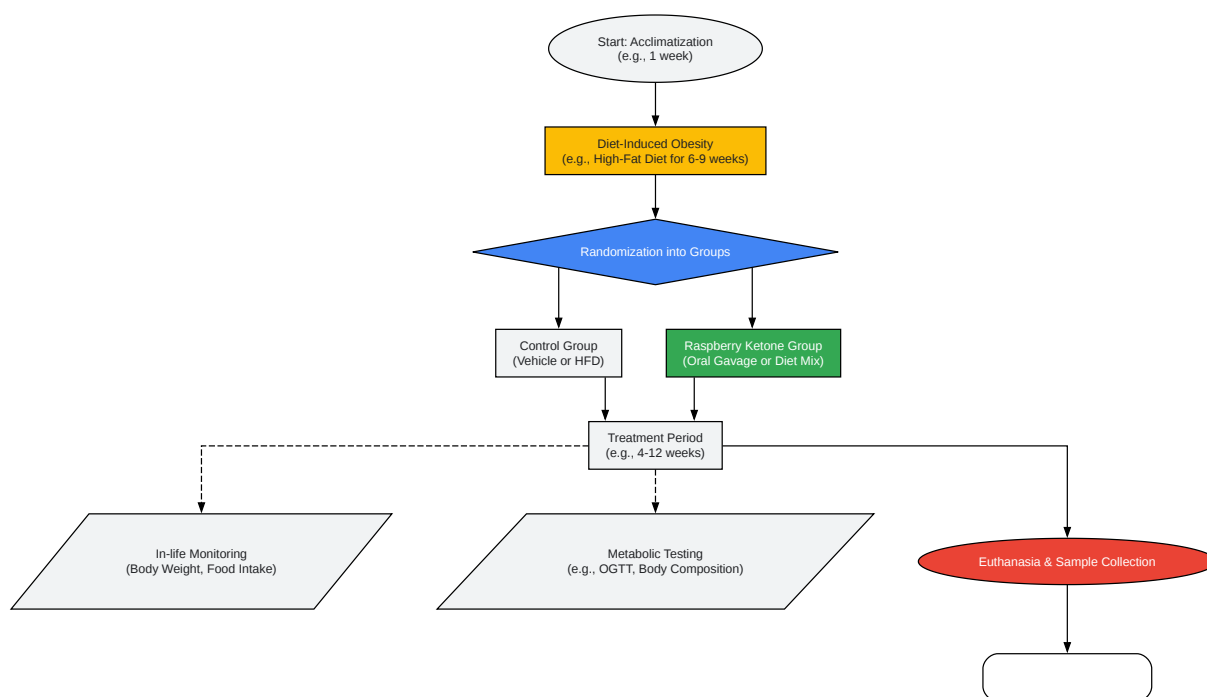 Start: Acclimatization
(e.g., 1 week)
Diet-Induced Obesity
(e.g., High-Fat Diet for 6-9 weeks)
Randomization into Groups
Control Group
(Vehicle or HFD)
Raspberry Ketone Group
(Oral Gavage or Diet Mix)
Treatment Period
(e.g., 4-12 weeks)
In-life Monitoring
(Body Weight, Food Intake)
Metabolic Testing
(e.g., OGTT, Body Composition)
Euthanasia & Sample Collection